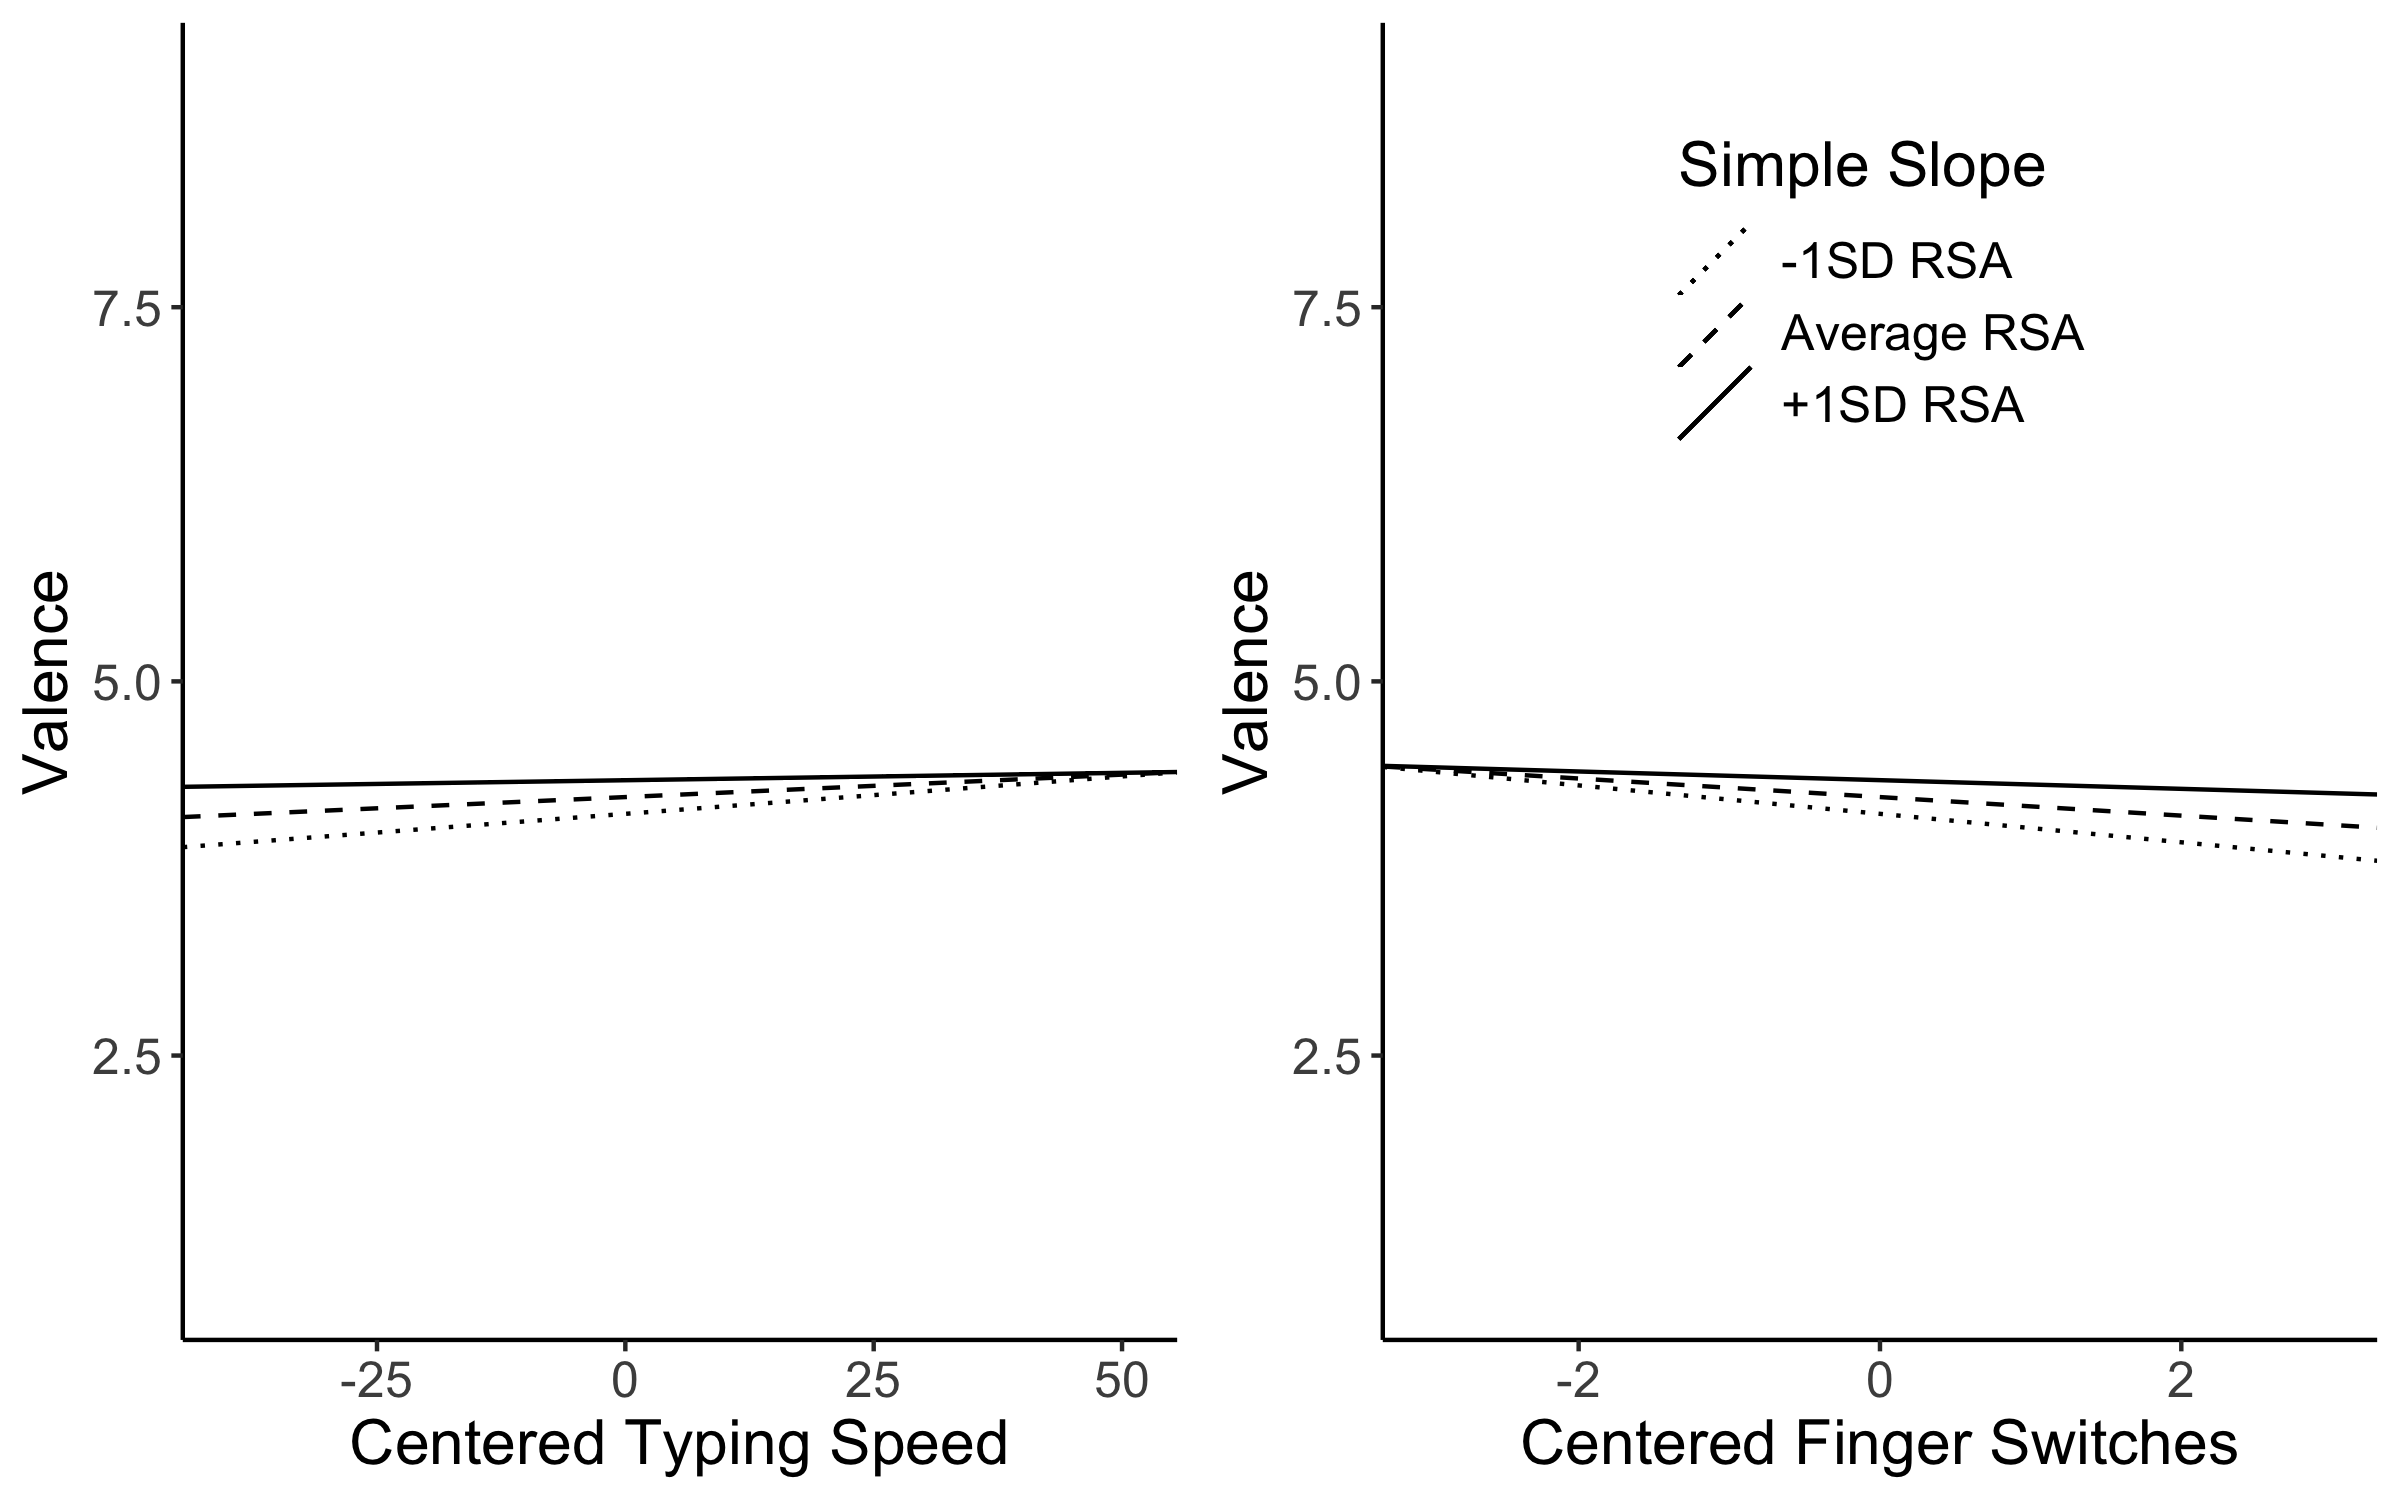 Valence
7.5
5.0
2.5
-25 0 25 50
Centered Typing Speed
Valence
7.5
5.0
2.5
-2 0 2
Centered Finger Switches
Simple Slope
-1SD RSA
Average RSA
+1SD RSA